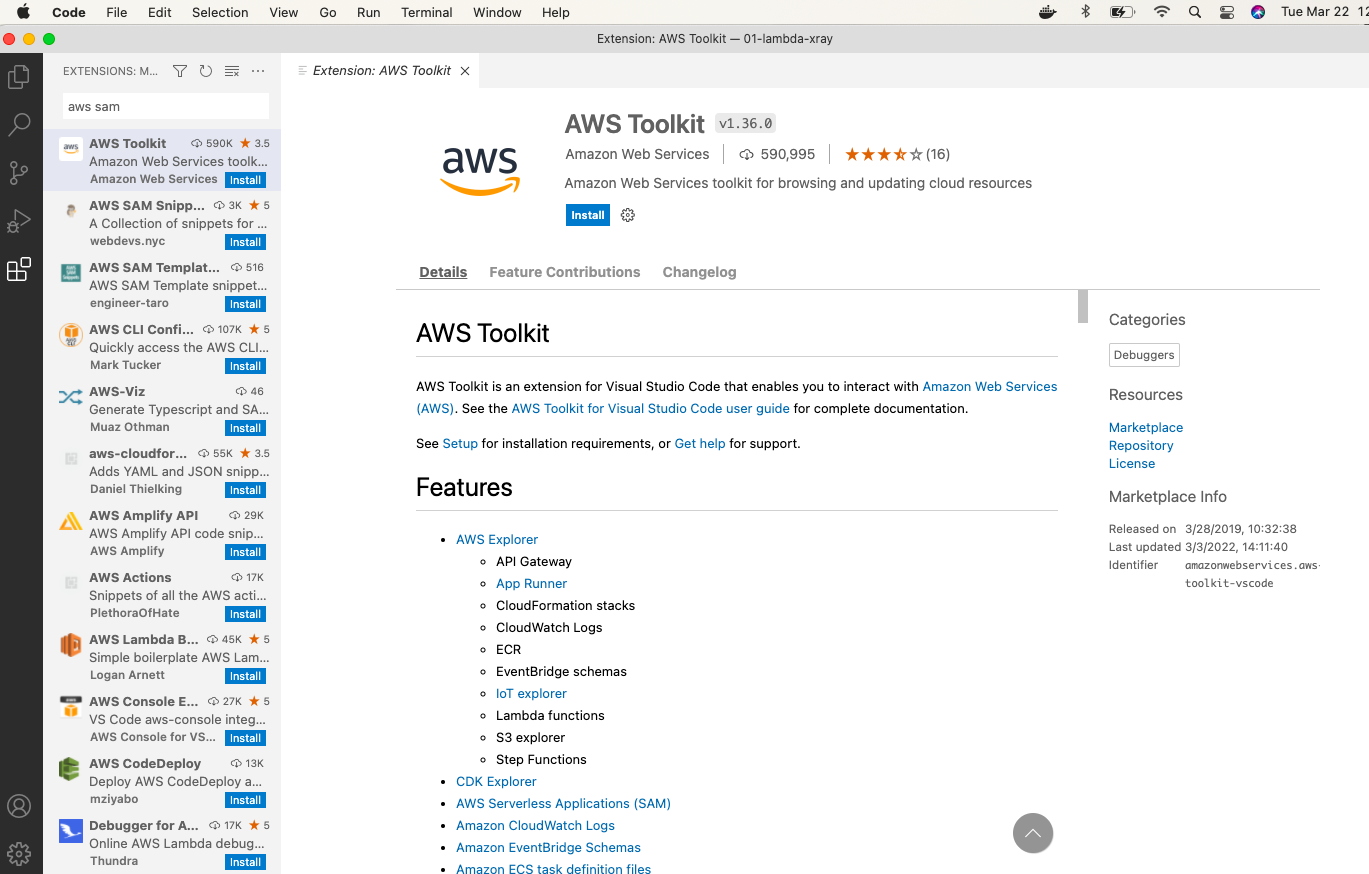 Code File Edit Selection View Go Run Terminal Window Help Tue Mar 22 12
Extension: AWS Toolkit — 01-lambda-xray
EXTENSIONS: M...
Extension: AWS Toolkit
aws sam
aws
AWS Toolkit 590K 3.5
Amazon Web Services toolk...
Amazon Web Services Install
AWS SAM Snipp... 3K 5
A Collection of snippets for ...
webdevs.nyc Install
AWS SAM Templat... 516
AWS SAM Template snippet...
engineer-taro Install
AWS CLI Confi... 107K 5
Quickly access the AWS CLI...
Mark Tucker Install
AWS-Viz 46
Generate Typescript and SA...
Muaz Othman Install
aws-cloudfor... 55K 3.5
Adds YAML and JSON snipp...
Daniel Thielking Install
AWS Amplify API 29K
AWS Amplify API code snip...
AWS Amplify Install
AWS Actions 17K
Snippets of all the AWS acti...
PlethoraOfHate Install
AWS Lambda B... 45K 5
Simple boilerplate AWS Lam...
Logan Arnett Install
AWS Console E... 27K 5
VS Code aws-console integ...
AWS Console for VS... Install
AWS CodeDeploy 13K
Deploy AWS CodeDeploy a...
mziyabo Install
Debugger for A... 17K 5
Online AWS Lambda debug...
Thundra Install
aws
AWS Toolkit v1.36.0
Amazon Web Services 590,995 (16)
Amazon Web Services toolkit for browsing and updating cloud resources
Install
Details Feature Contributions Changelog
AWS Toolkit
AWS Toolkit is an extension for Visual Studio Code that enables you to interact with Amazon Web Services
(AWS). See the AWS Toolkit for Visual Studio Code user guide for complete documentation.
See Setup for installation requirements, or Get help for support.
Features
AWS Explorer
API Gateway
App Runner
CloudFormation stacks
CloudWatch Logs
ECR
EventBridge schemas
IoT explorer
Lambda functions
S3 explorer
Step Functions
CDK Explorer
AWS Serverless Applications (SAM)
Amazon CloudWatch Logs
Amazon EventBridge Schemas
Amazon ECS task definition files
Categories
Debuggers
Resources
Marketplace
Repository
License
Marketplace Info
Released on 3/28/2019, 10:32:38
Last updated 3/3/2022, 14:11:40
Identifier amazonwebservices.aws-
toolkit-vscode